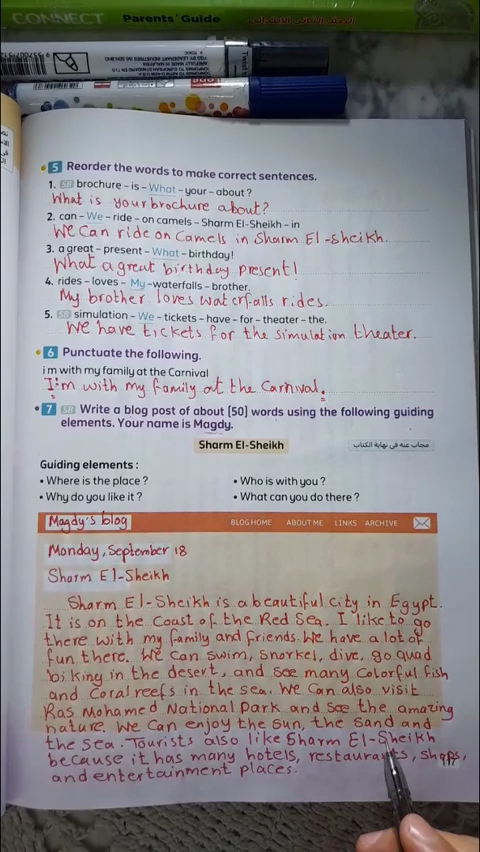 CONNECT Parents' Guide
5 Reorder the words to make correct sentences.
1. SB brochure – is – What – your – about ?
What is your brochure about?
2. can – We – ride – on camels – Sharm El-Sheikh – in
We Can ride on Camels in Sharm El-sheikh.
3. a great – present – What – birthday!
What a great birthday present!
4. rides – loves – My – waterfalls – brother.
My brother loves waterfalls rides.
5. SB simulation – We – tickets – have – for – theater – the.
We have tickets for the simulation theater.
6 Punctuate the following.
i m with my family at the Carnival
I'm with my family at the Carnival.
7 SB Write a blog post of about [50] words using the following guiding
elements. Your name is Magdy.
Sharm El-Sheikh
مجاب عنه في نهاية الكتاب
Guiding elements :
• Where is the place ?
• Who is with you ?
• Why do you like it ?
• What can you do there ?
Magdy's blog
BLOG HOME ABOUT ME LINKS ARCHIVE
Monday, September 18
Sharm El-Sheikh
Sharm El-Sheikh is a beautiful city in Egypt.
It is on the Coast of the Red Sea. I like to go
there with my family and friends. We have a lot of
fun there. We can swim, snorkel, dive, go quad
biking in the desert, and see many Colorful fish
and Coral reefs in the sea. We can also visit
Ras Mohamed National Park and see the amazing
nature. We Can enjoy the sun, the sand and
the sea. Tourists also like Sharm El-Sheikh
because it has many hotels, restaurants, shops,
and entertainment places.